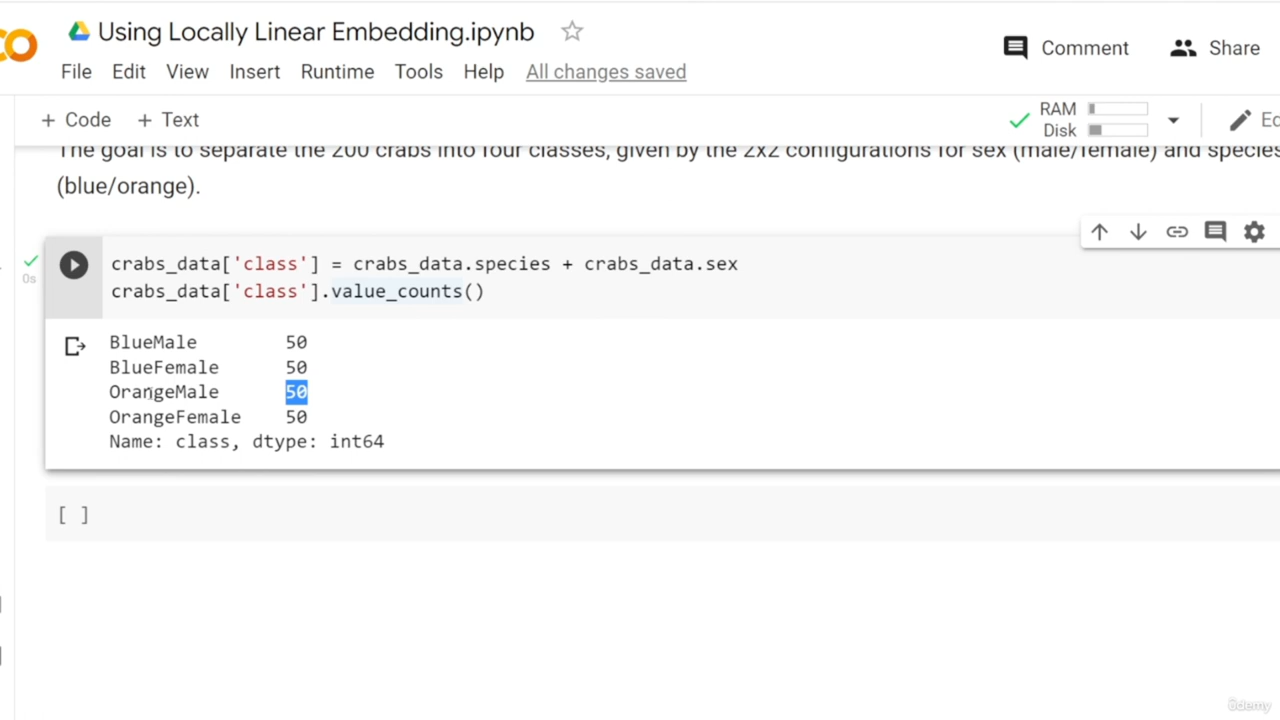 Using Locally Linear Embedding.ipynb
Comment
Share
File Edit View Insert Runtime Tools Help All changes saved
+ Code + Text
RAM
Disk
The goal is to separate the 200 crabs into four classes, given by the 2x2 configurations for sex (male/female) and species
(blue/orange).
0s
crabs_data['class'] = crabs_data.species + crabs_data.sex
crabs_data['class'].value_counts()
BlueMale 50
BlueFemale 50
OrangeMale 50
OrangeFemale 50
Name: class, dtype: int64
[ ]
ûdemy